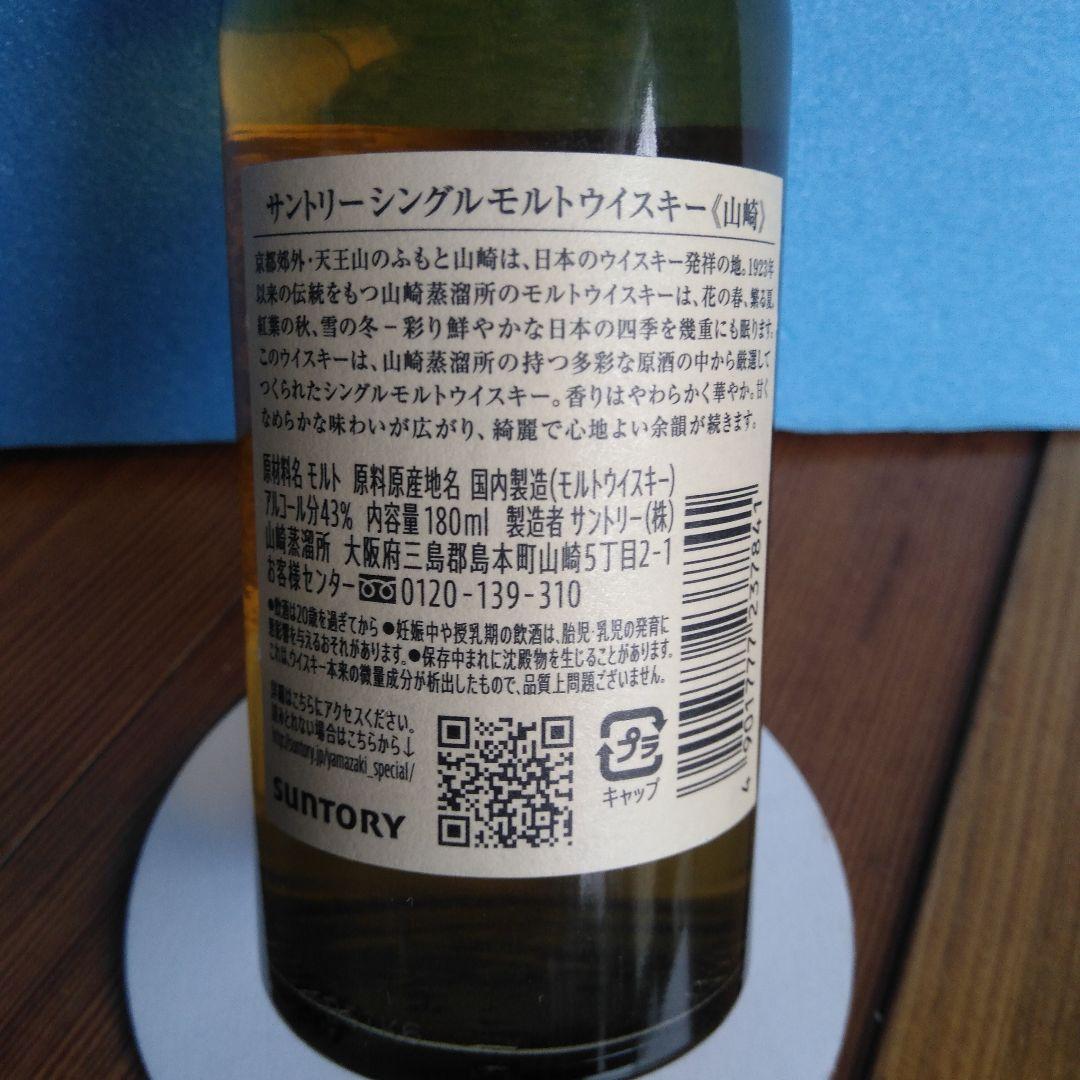 サントリーシングルモルトウイスキー《山崎》
京都郊外・天王山のふもと山崎は、日本のウイスキー発祥の地。1923年
以来の伝統をもつ山崎蒸溜所のモルトウイスキーは、花の春、繁る夏、
紅葉の秋、雪の冬－彩り鮮やかな日本の四季を幾重にも眠ります。
このウイスキーは、山崎蒸溜所の持つ多彩な原酒の中から厳選して
つくられたシングルモルトウイスキー。香りはやわらかく華やか。甘く
なめらかな味わいが広がり、綺麗で心地よい余韻が続きます。
原材料名 モルト 原料原産地名 国内製造(モルトウイスキー)
アルコール分43% 内容量180ml 製造者 サントリー(株)
山崎蒸溜所 大阪府三島郡島本町山崎5丁目2-1
お客様センター 0120-139-310
●飲酒は20歳を過ぎてから ●妊娠中や授乳期の飲酒は、胎児・乳児の発育に
悪影響を与えるおそれがあります。●保存中まれに沈殿物を生じることがあります。
これは、ウイスキー本来の微量成分が析出したもので、品質上問題ございません。
詳細はこちらにアクセスください。
読みとれない場合はこちらから↓
http://suntory.jp/yamazaki_special/
SUNTORY
プラ
キャップ
4901777237841